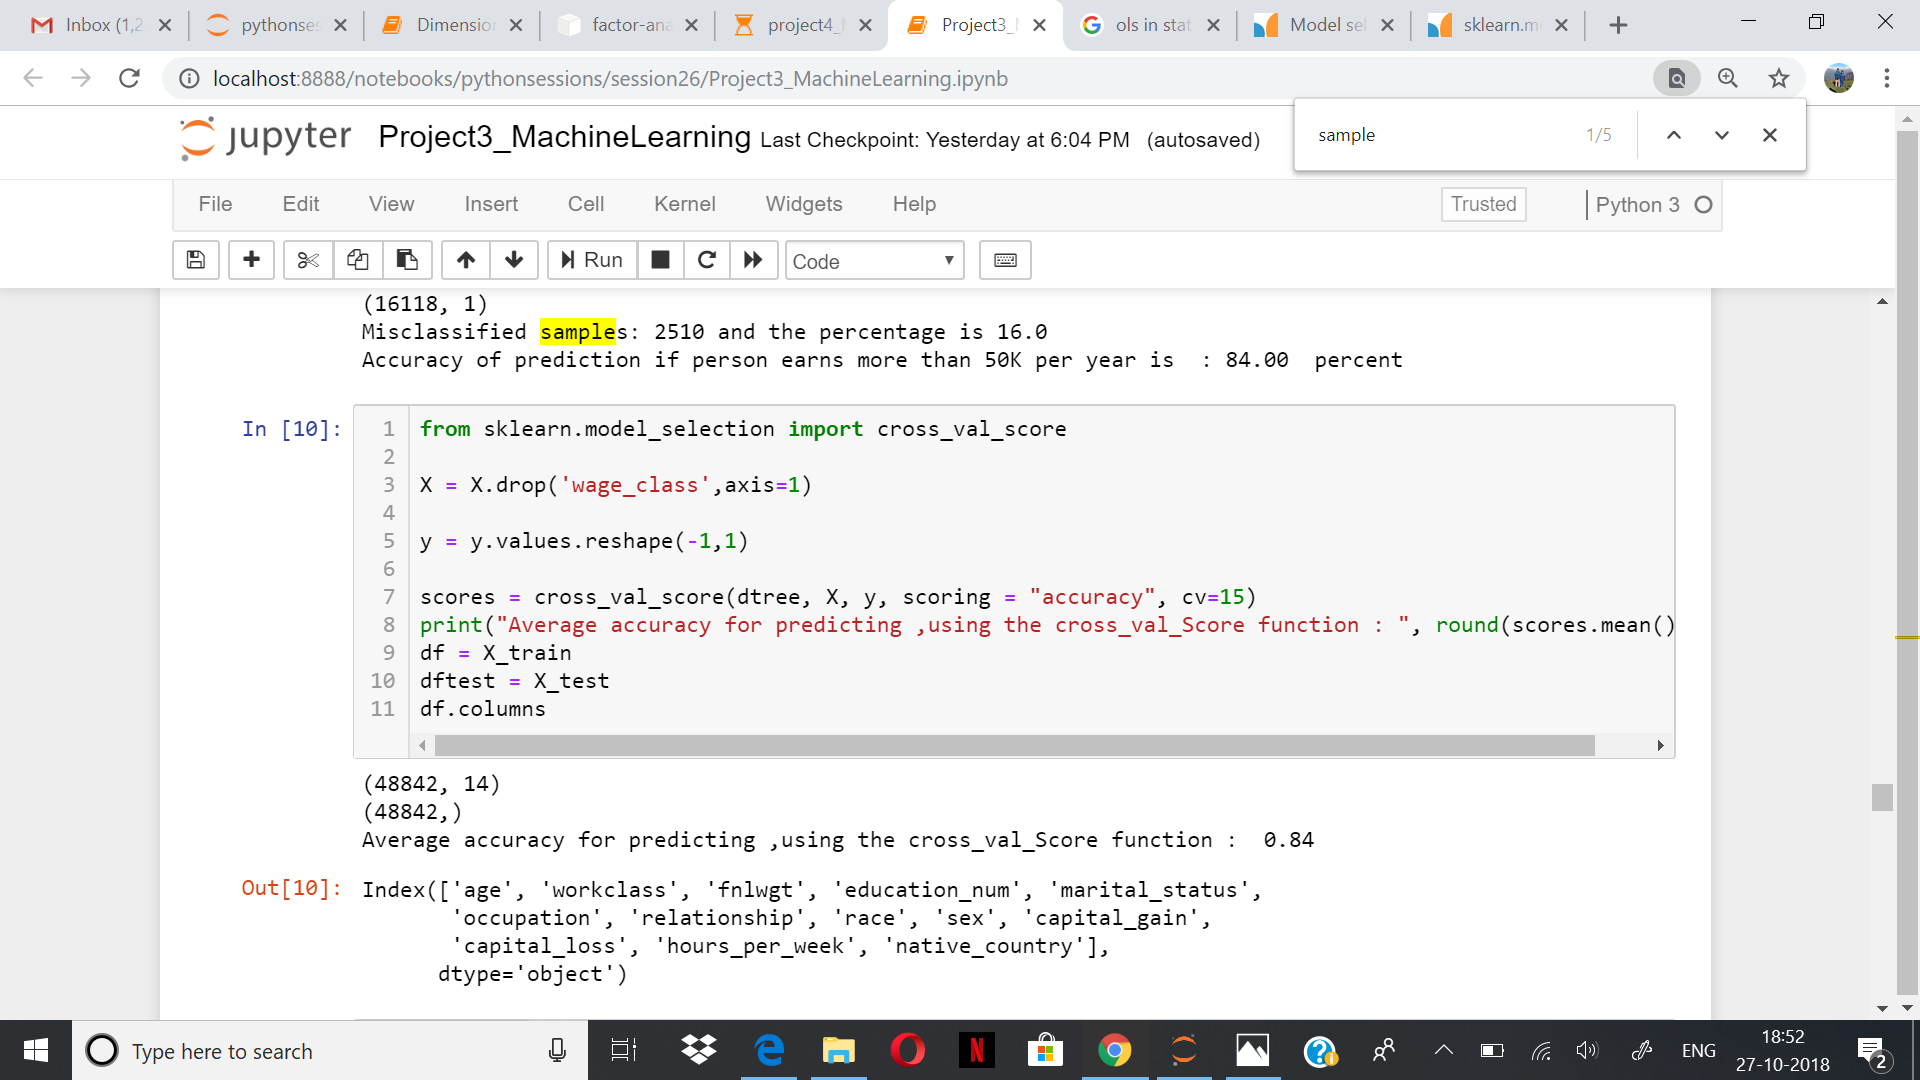 Inbox (1,2
pythonses
Dimension
factor-ana
project4_
Project3_
ols in stat
Model sel
sklearn.m
localhost:8888/notebooks/pythonsessions/session26/Project3_MachineLearning.ipynb
sample 1/5
jupyter Project3_MachineLearning Last Checkpoint: Yesterday at 6:04 PM (autosaved)
File Edit View Insert Cell Kernel Widgets Help Trusted Python 3
Run Code
(16118, 1)
Misclassified samples: 2510 and the percentage is 16.0
Accuracy of prediction if person earns more than 50K per year is : 84.00 percent
In [10]:
1 from sklearn.model_selection import cross_val_score
2
3 X = X.drop('wage_class',axis=1)
4
5 y = y.values.reshape(-1,1)
6
7 scores = cross_val_score(dtree, X, y, scoring = "accuracy", cv=15)
8 print("Average accuracy for predicting ,using the cross_val_Score function : ", round(scores.mean()
9 df = X_train
10 dftest = X_test
11 df.columns
(48842, 14)
(48842,)
Average accuracy for predicting ,using the cross_val_Score function : 0.84
Out[10]: Index(['age', 'workclass', 'fnlwgt', 'education_num', 'marital_status',
'occupation', 'relationship', 'race', 'sex', 'capital_gain',
'capital_loss', 'hours_per_week', 'native_country'],
dtype='object')
Type here to search
N
ENG
18:52
27-10-2018
2